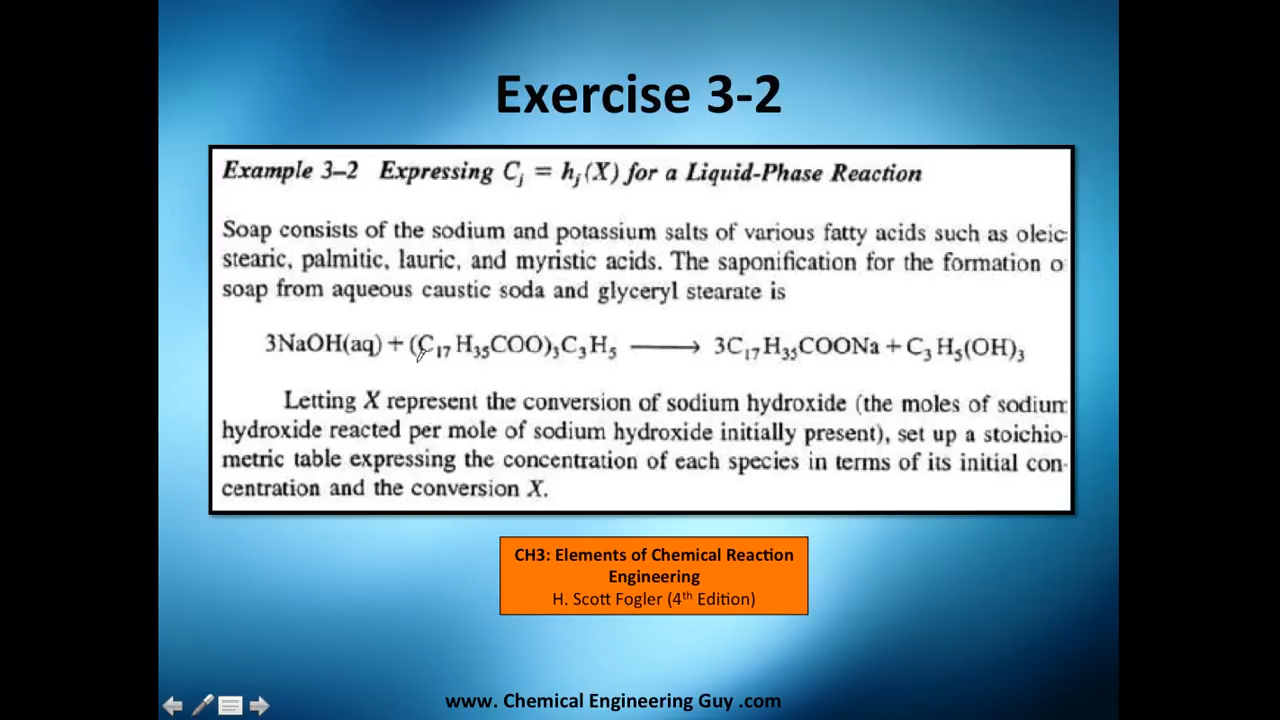 Exercise 3-2
Example 3–2 Expressing Cj = hj(X) for a Liquid-Phase Reaction
Soap consists of the sodium and potassium salts of various fatty acids such as oleic
stearic, palmitic, lauric, and myristic acids. The saponification for the formation o
soap from aqueous caustic soda and glyceryl stearate is
3NaOH(aq) + (C17H35COO)3C3H5 ⟶ 3C17H35COONa + C3H5(OH)3
Letting X represent the conversion of sodium hydroxide (the moles of sodium
hydroxide reacted per mole of sodium hydroxide initially present), set up a stoichio-
metric table expressing the concentration of each species in terms of its initial con-
centration and the conversion X.
CH3: Elements of Chemical Reaction
Engineering
H. Scott Fogler (4th Edition)
www. Chemical Engineering Guy .com